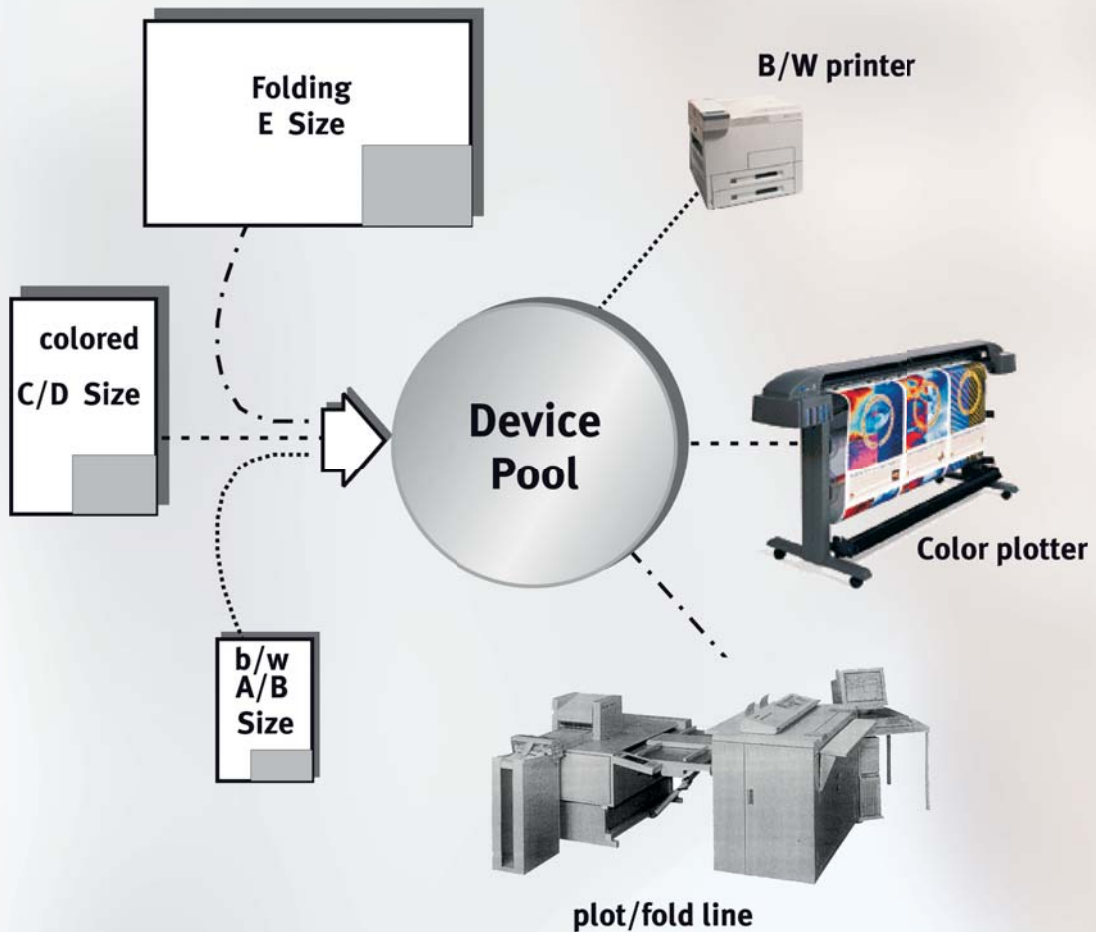 Folding
E Size
B/W printer
colored
C/D Size
Device
Pool
Color plotter
b/w
A/B
Size
plot/fold line